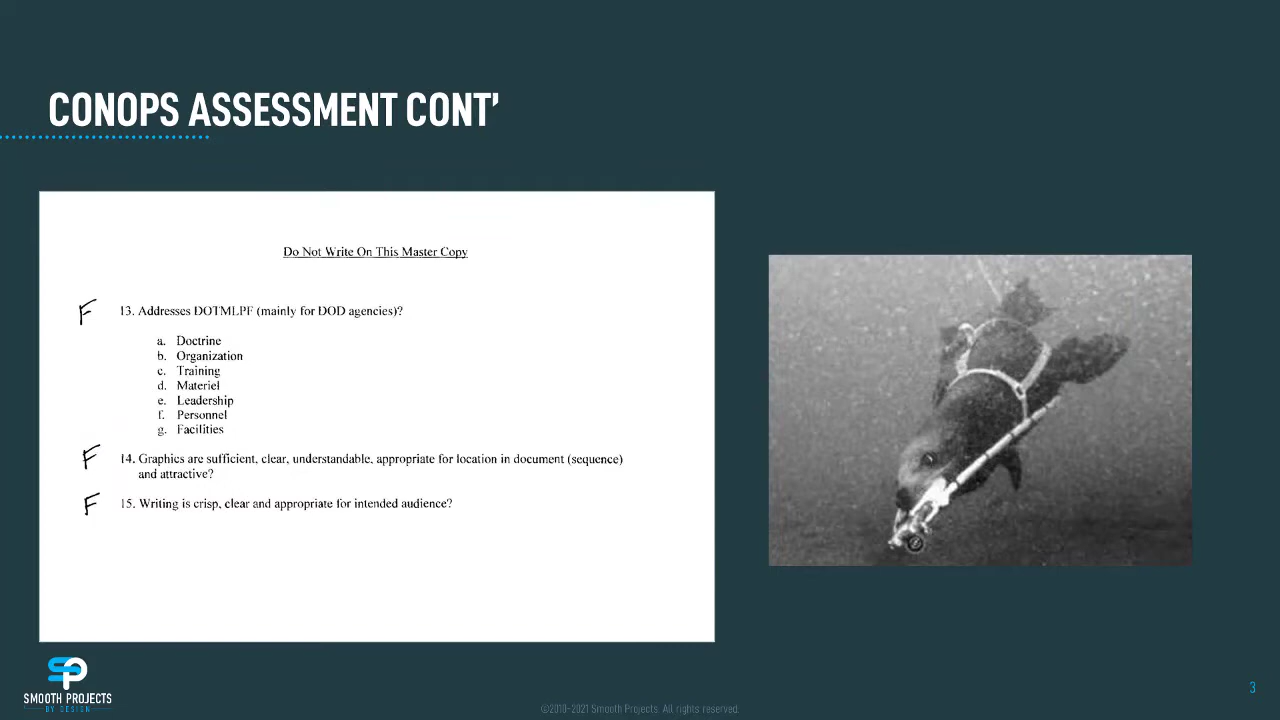 CONOPS ASSESSMENT CONT’
Do Not Write On This Master Copy
F 13. Addresses DOTMLPF (mainly for DOD agencies)?
a. Doctrine
b. Organization
c. Training
d. Materiel
e. Leadership
f. Personnel
g. Facilities
F 14. Graphics are sufficient, clear, understandable, appropriate for location in document (sequence)
and attractive?
F 15. Writing is crisp, clear and appropriate for intended audience?
SP
SMOOTH PROJECTS
BY DESIGN
©2010-2021 Smooth Projects. All rights reserved.
3